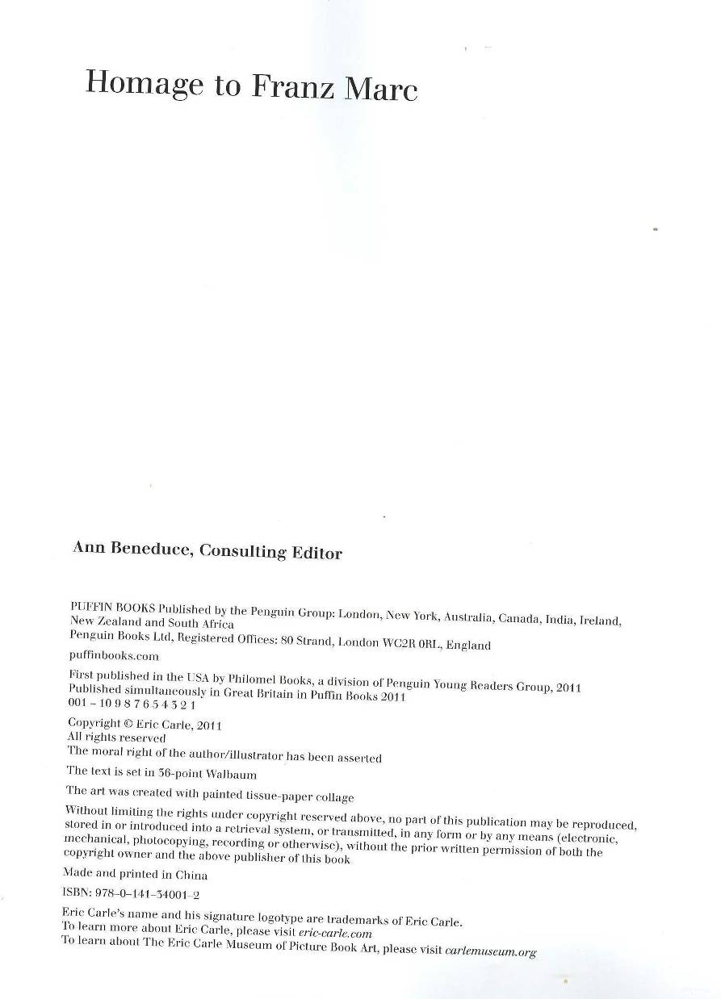 Homage to Franz Marc
Ann Beneduce, Consulting Editor
PUFFIN BOOKS Published by the Penguin Group: London, New York, Australia, Canada, India, Ireland,
New Zealand and South Africa
Penguin Books Ltd, Registered Offices: 80 Strand, London WC2R 0RL, England
puffinbooks.com
First published in the USA by Philomel Books, a division of Penguin Young Readers Group, 2011
Published simultaneously in Great Britain in Puffin Books 2011
001 – 10 9 8 7 6 5 4 3 2 1
Copyright © Eric Carle, 2011
All rights reserved
The moral right of the author/illustrator has been asserted
The text is set in 36-point Walbaum
The art was created with painted tissue-paper collage
Without limiting the rights under copyright reserved above, no part of this publication may be reproduced,
stored in or introduced into a retrieval system, or transmitted, in any form or by any means (electronic,
mechanical, photocopying, recording or otherwise), without the prior written permission of both the
copyright owner and the above publisher of this book
Made and printed in China
ISBN: 978–0–141–34001–2
Eric Carle's name and his signature logotype are trademarks of Eric Carle.
To learn more about Eric Carle, please visit eric-carle.com
To learn about The Eric Carle Museum of Picture Book Art, please visit carlemuseum.org